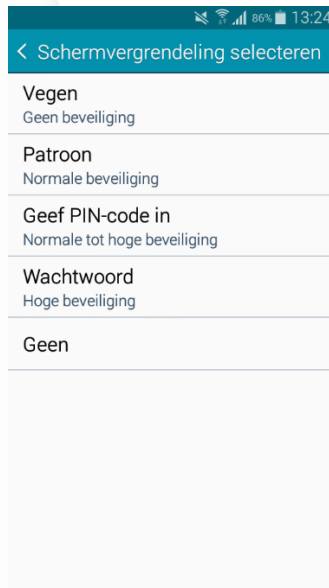 86% 13:24
Schermvergrendeling selecteren
Vegen
Geen beveiliging
Patroon
Normale beveiliging
Geef PIN-code in
Normale tot hoge beveiliging
Wachtwoord
Hoge beveiliging
Geen